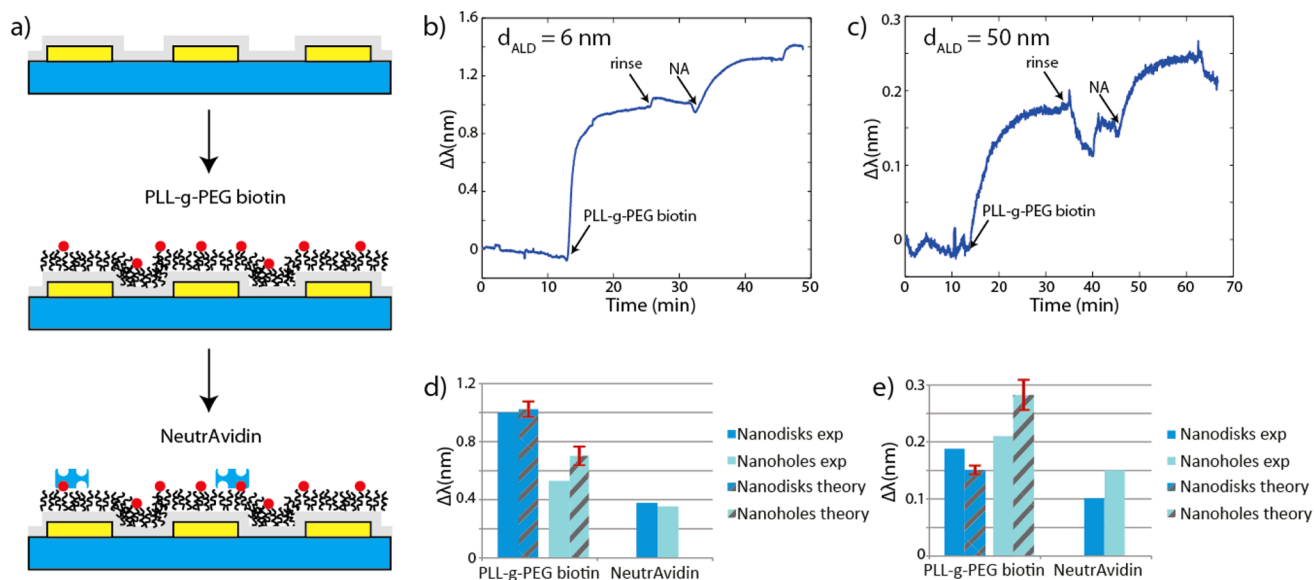 a)
PLL-g-PEG biotin
NeutrAvidin
b)
d_ALD = 6 nm
1.6
1.2
0.8
0.4
0
Δλ(nm)
rinse
NA
PLL-g-PEG biotin
0 10 20 30 40 50
Time (min)
c)
d_ALD = 50 nm
0.3
0.2
0.1
0
Δλ(nm)
rinse
NA
PLL-g-PEG biotin
0 10 20 30 40 50 60 70
Time (min)
d)
1.2
0.8
0.4
0
Δλ(nm)
PLL-g-PEG biotin NeutrAvidin
Nanodisks exp
Nanoholes exp
Nanodisks theory
Nanoholes theory
e)
0.3
0.2
0.1
0
Δλ(nm)
PLL-g-PEG biotin NeutrAvidin
Nanodisks exp
Nanoholes exp
Nanodisks theory
Nanoholes theory